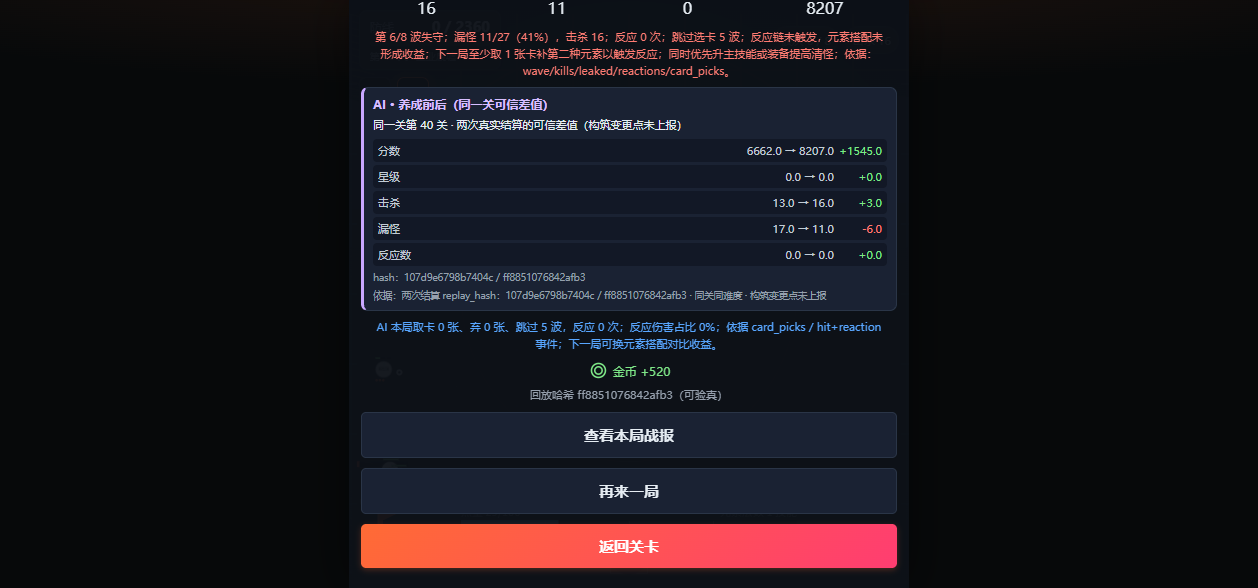 16 11 0 8207
第 6/8 波失守；漏怪 11/27（41%），击杀 16；反应 0 次；跳过选卡 5 波；反应链未触发，元素搭配未
形成收益；下一局至少取 1 张卡补第二种元素以触发反应；同时优先升主技能或装备提高清怪；依据：
wave/kills/leaked/reactions/card_picks。
AI · 养成前后（同一关可信差值）
同一关第 40 关 · 两次真实结算的可信差值（构筑变更点未上报）
分数 6662.0 → 8207.0 +1545.0
星级 0.0 → 0.0 +0.0
击杀 13.0 → 16.0 +3.0
漏怪 17.0 → 11.0 -6.0
反应数 0.0 → 0.0 +0.0
hash：107d9e6798b7404c / ff8851076842afb3
依据：两次结算 replay_hash：107d9e6798b7404c / ff8851076842afb3 · 同关同难度 · 构筑变更点未上报
AI 本局取卡 0 张、弃 0 张、跳过 5 波，反应 0 次；反应伤害占比 0%；依据 card_picks / hit+reaction
事件；下一局可换元素搭配对比收益。
金币 +520
回放哈希 ff8851076842afb3（可验真）
查看本局战报
再来一局
返回关卡